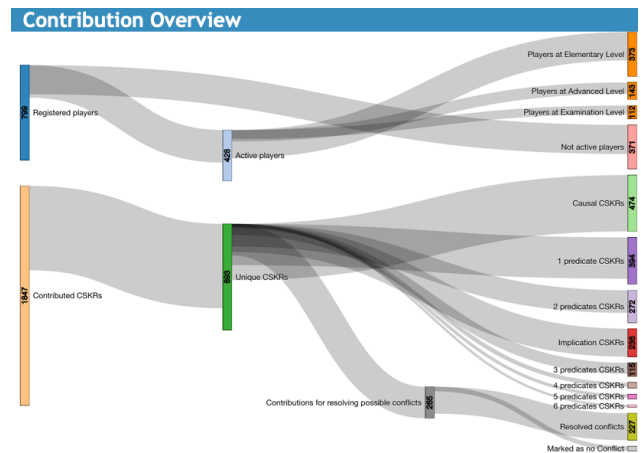 Contribution Overview
Players at Elementary Level
373
Players at Advanced Level
143
Players at Examination Level
112
799
Registered players
426
Active players
Not active players
371
Causal CSKRs
474
1847
Contributed CSKRs
Unique CSKRs
1 predicate CSKRs
394
2 predicates CSKRs
272
Implication CSKRs
3 predicates CSKRs
115
4 predicates CSKRs
5 predicates CSKRs
6 predicates CSKRs
Contributions for resolving possible conflicts
265
Resolved conflicts
227
Marked as no Conflict